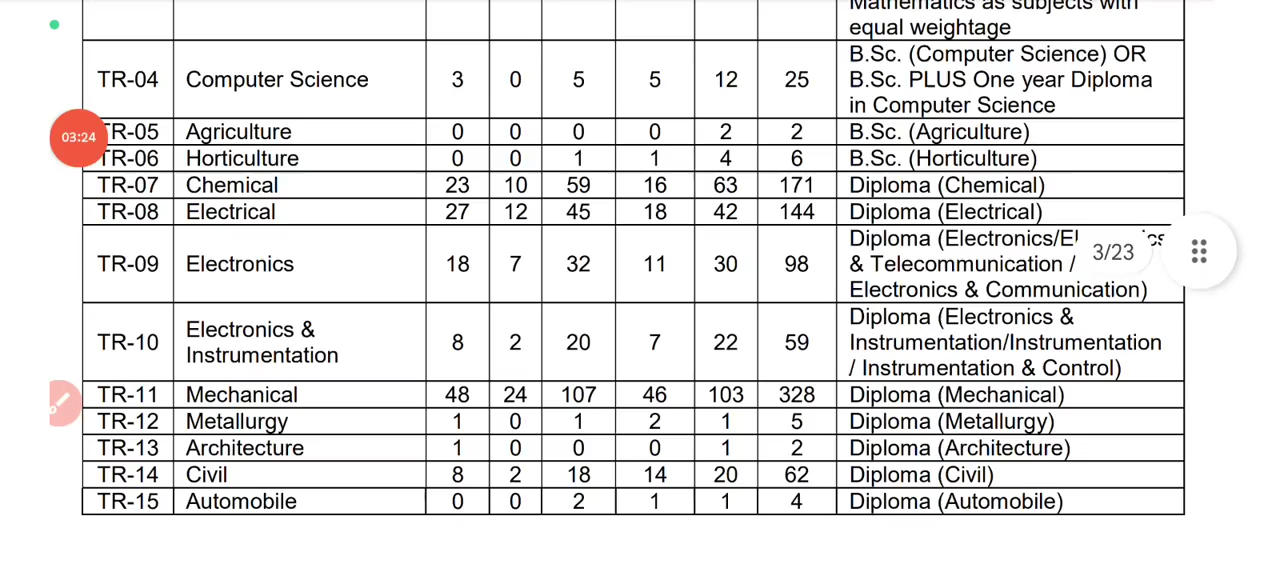 Mathematics as subjects with
equal weightage
TR-04 Computer Science 3 0 5 5 12 25 B.Sc. (Computer Science) OR
B.Sc. PLUS One year Diploma
in Computer Science
TR-05 Agriculture 0 0 0 0 2 2 B.Sc. (Agriculture)
03:24
TR-06 Horticulture 0 0 1 1 4 6 B.Sc. (Horticulture)
TR-07 Chemical 23 10 59 16 63 171 Diploma (Chemical)
TR-08 Electrical 27 12 45 18 42 144 Diploma (Electrical)
TR-09 Electronics 18 7 32 11 30 98 Diploma (Electronics/
& Telecommunication /
Electronics & Communication)
3/23
TR-10 Electronics &
Instrumentation 8 2 20 7 22 59 Diploma (Electronics &
Instrumentation/Instrumentation
/ Instrumentation & Control)
TR-11 Mechanical 48 24 107 46 103 328 Diploma (Mechanical)
TR-12 Metallurgy 1 0 1 2 1 5 Diploma (Metallurgy)
TR-13 Architecture 1 0 0 0 1 2 Diploma (Architecture)
TR-14 Civil 8 2 18 14 20 62 Diploma (Civil)
TR-15 Automobile 0 0 2 1 1 4 Diploma (Automobile)